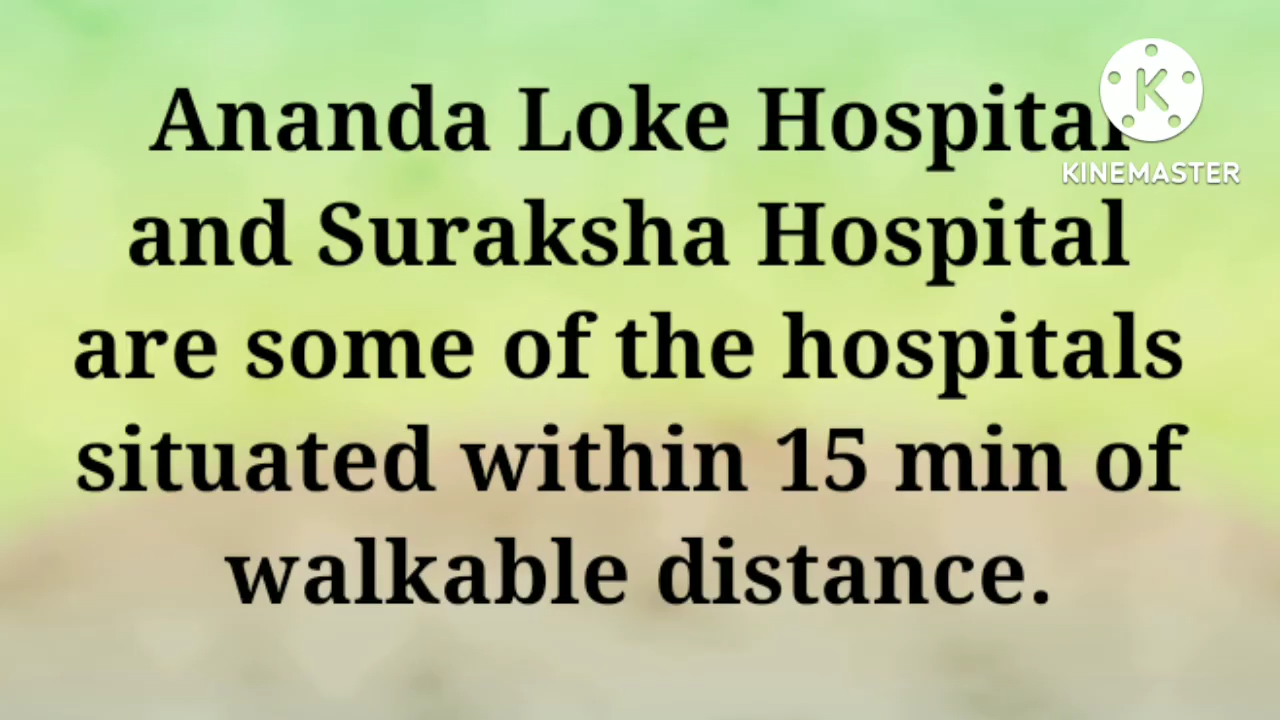 Ananda Loke Hospital
and Suraksha Hospital
are some of the hospitals
situated within 15 min of
walkable distance.
K
KINEMASTER